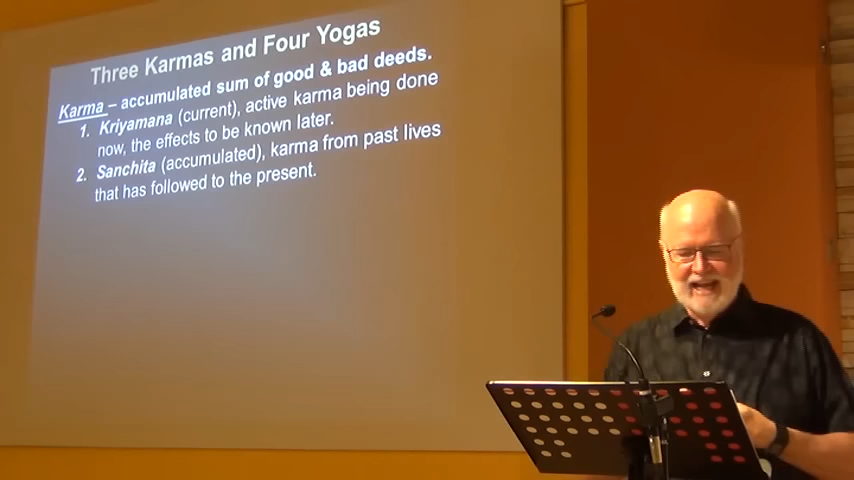 Three Karmas and Four Yogas
Karma – accumulated sum of good & bad deeds.
1. Kriyamana (current), active karma being done
now, the effects to be known later.
2. Sanchita (accumulated), karma from past lives
that has followed to the present.